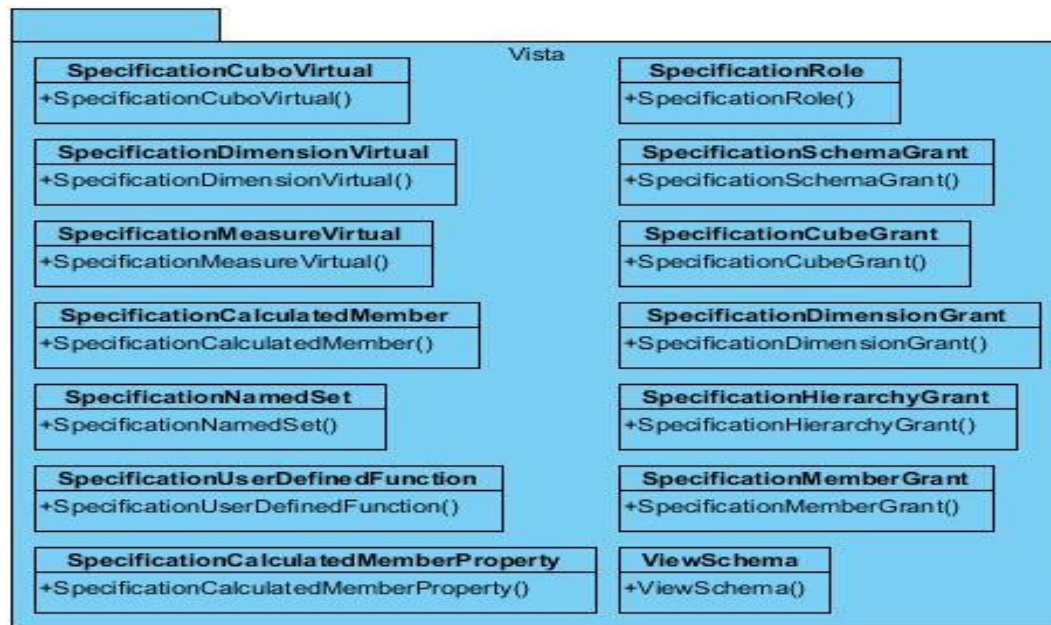 Vista
SpecificationCuboVirtual
+SpecificationCuboVirtual()
SpecificationDimensionVirtual
+SpecificationDimensionVirtual()
SpecificationMeasureVirtual
+SpecificationMeasureVirtual()
SpecificationCalculatedMember
+SpecificationCalculatedMember()
SpecificationNamedSet
+SpecificationNamedSet()
SpecificationUserDefinedFunction
+SpecificationUserDefinedFunction()
SpecificationCalculatedMemberProperty
+SpecificationCalculatedMemberProperty()
SpecificationRole
+SpecificationRole()
SpecificationSchemaGrant
+SpecificationSchemaGrant()
SpecificationCubeGrant
+SpecificationCubeGrant()
SpecificationDimensionGrant
+SpecificationDimensionGrant()
SpecificationHierarchyGrant
+SpecificationHierarchyGrant()
SpecificationMemberGrant
+SpecificationMemberGrant()
ViewSchema
+ViewSchema()